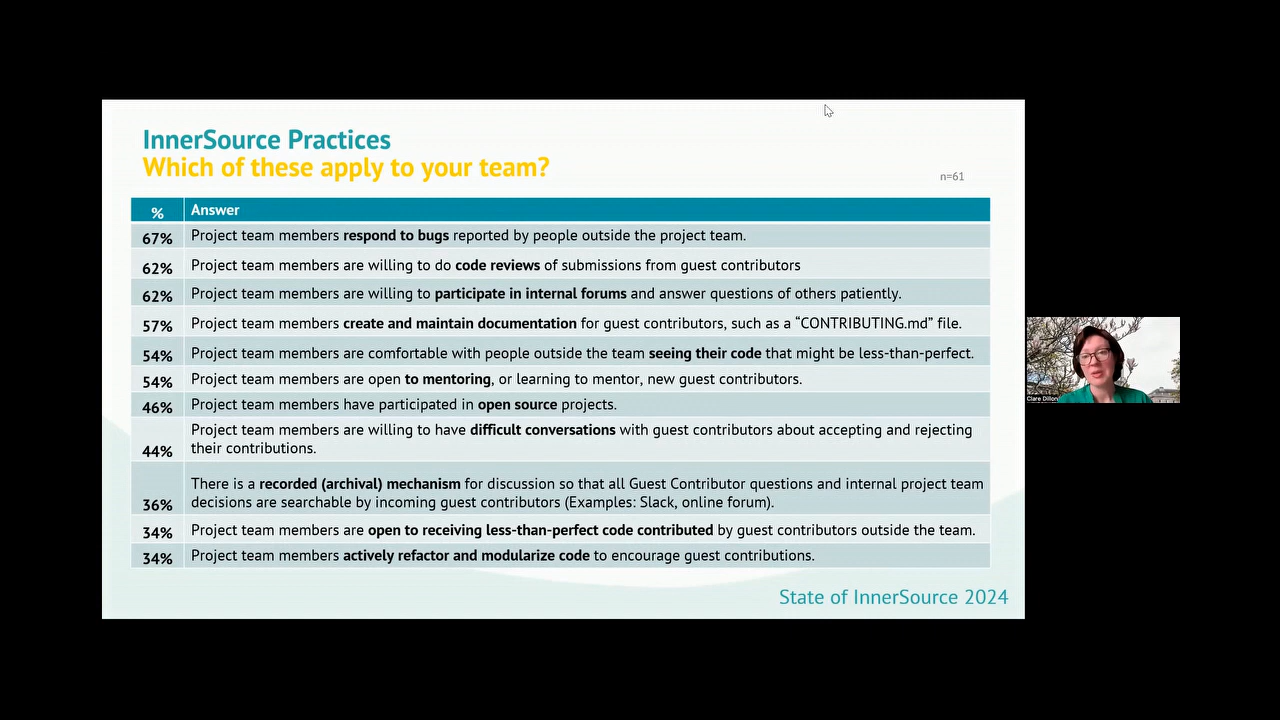 InnerSource Practices
Which of these apply to your team?
n=61
% Answer
67% Project team members respond to bugs reported by people outside the project team.
62% Project team members are willing to do code reviews of submissions from guest contributors
62% Project team members are willing to participate in internal forums and answer questions of others patiently.
57% Project team members create and maintain documentation for guest contributors, such as a “CONTRIBUTING.md” file.
54% Project team members are comfortable with people outside the team seeing their code that might be less-than-perfect.
54% Project team members are open to mentoring, or learning to mentor, new guest contributors.
46% Project team members have participated in open source projects.
44% Project team members are willing to have difficult conversations with guest contributors about accepting and rejecting
their contributions.
36% There is a recorded (archival) mechanism for discussion so that all Guest Contributor questions and internal project team
decisions are searchable by incoming guest contributors (Examples: Slack, online forum).
34% Project team members are open to receiving less-than-perfect code contributed by guest contributors outside the team.
34% Project team members actively refactor and modularize code to encourage guest contributions.
State of InnerSource 2024
Clare Dillon